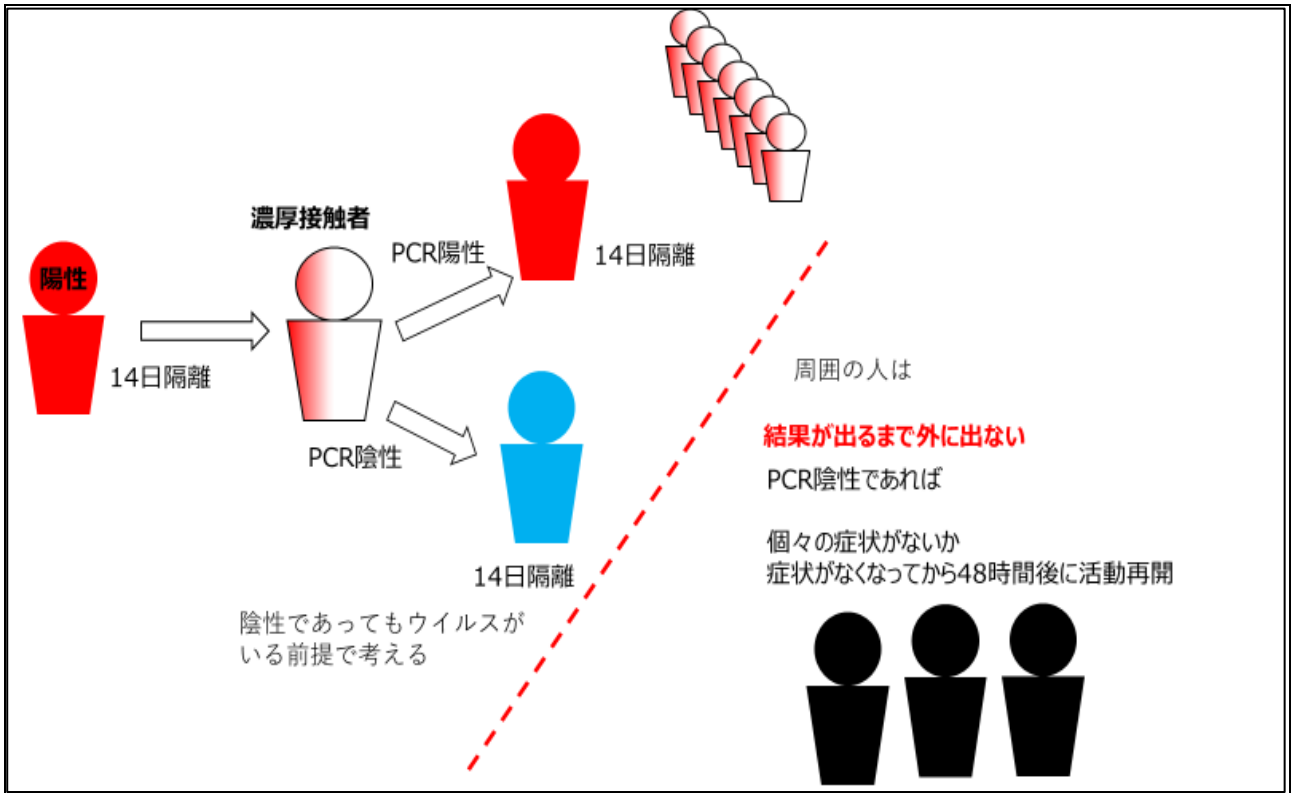 濃厚接触者
陽性
14日隔離
PCR陽性
14日隔離
PCR陰性
14日隔離
陰性であってもウイルスが
いる前提で考える
周囲の人は
結果が出るまで外に出ない
PCR陰性であれば
個々の症状がないか
症状がなくなってから48時間後に活動再開